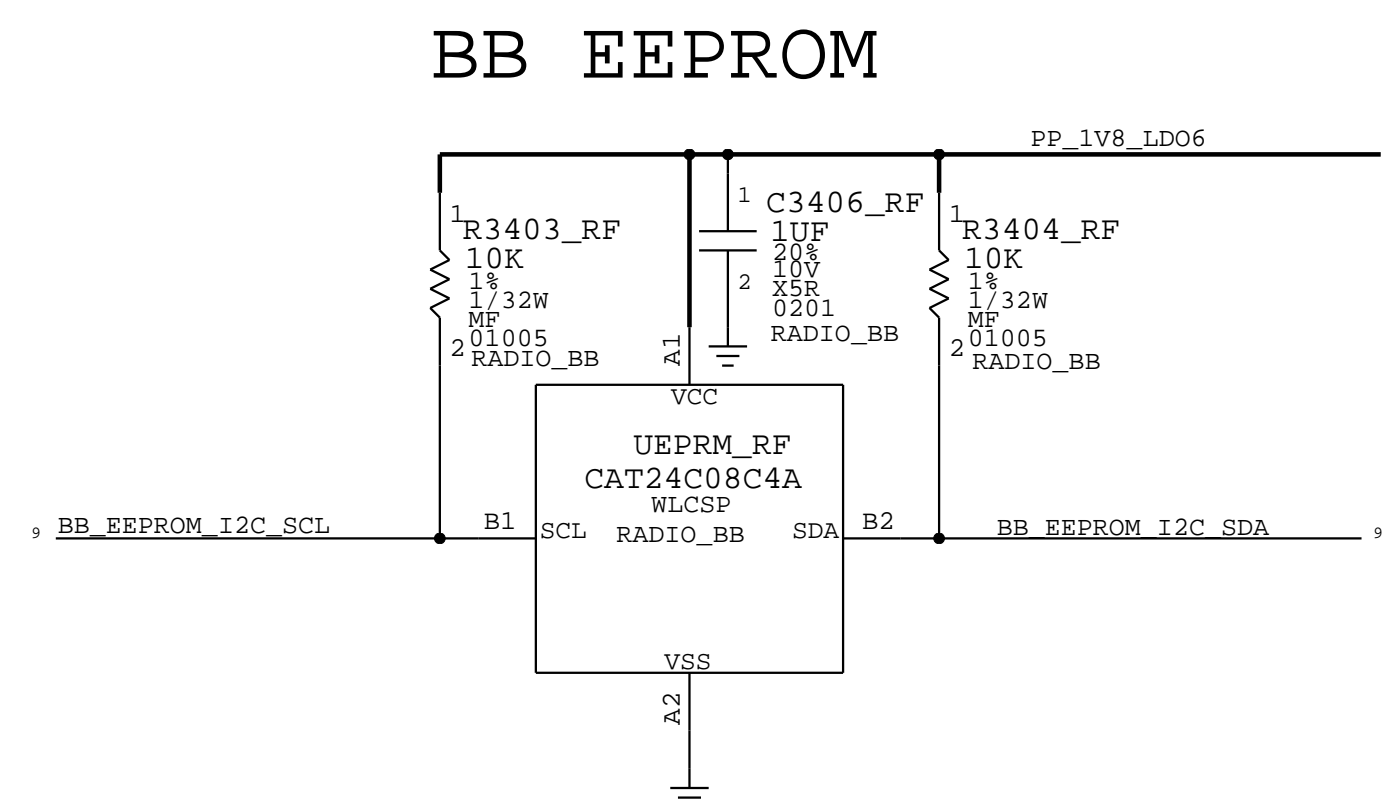 BB EEPROM
PP_1V8_LDO6
1
R3403_RF
10K
1%
1/32W
MF
2
01005
RADIO_BB
1
C3406_RF
1UF
20%
10V
2
X5R
0201
RADIO_BB
1
R3404_RF
10K
1%
1/32W
MF
2
01005
RADIO_BB
A1
VCC
UEPRM_RF
CAT24C08C4A
WLCSP
RADIO_BB
9
BB_EEPROM_I2C_SCL
B1
SCL
SDA
B2
BB_EEPROM_I2C_SDA
9
VSS
A2